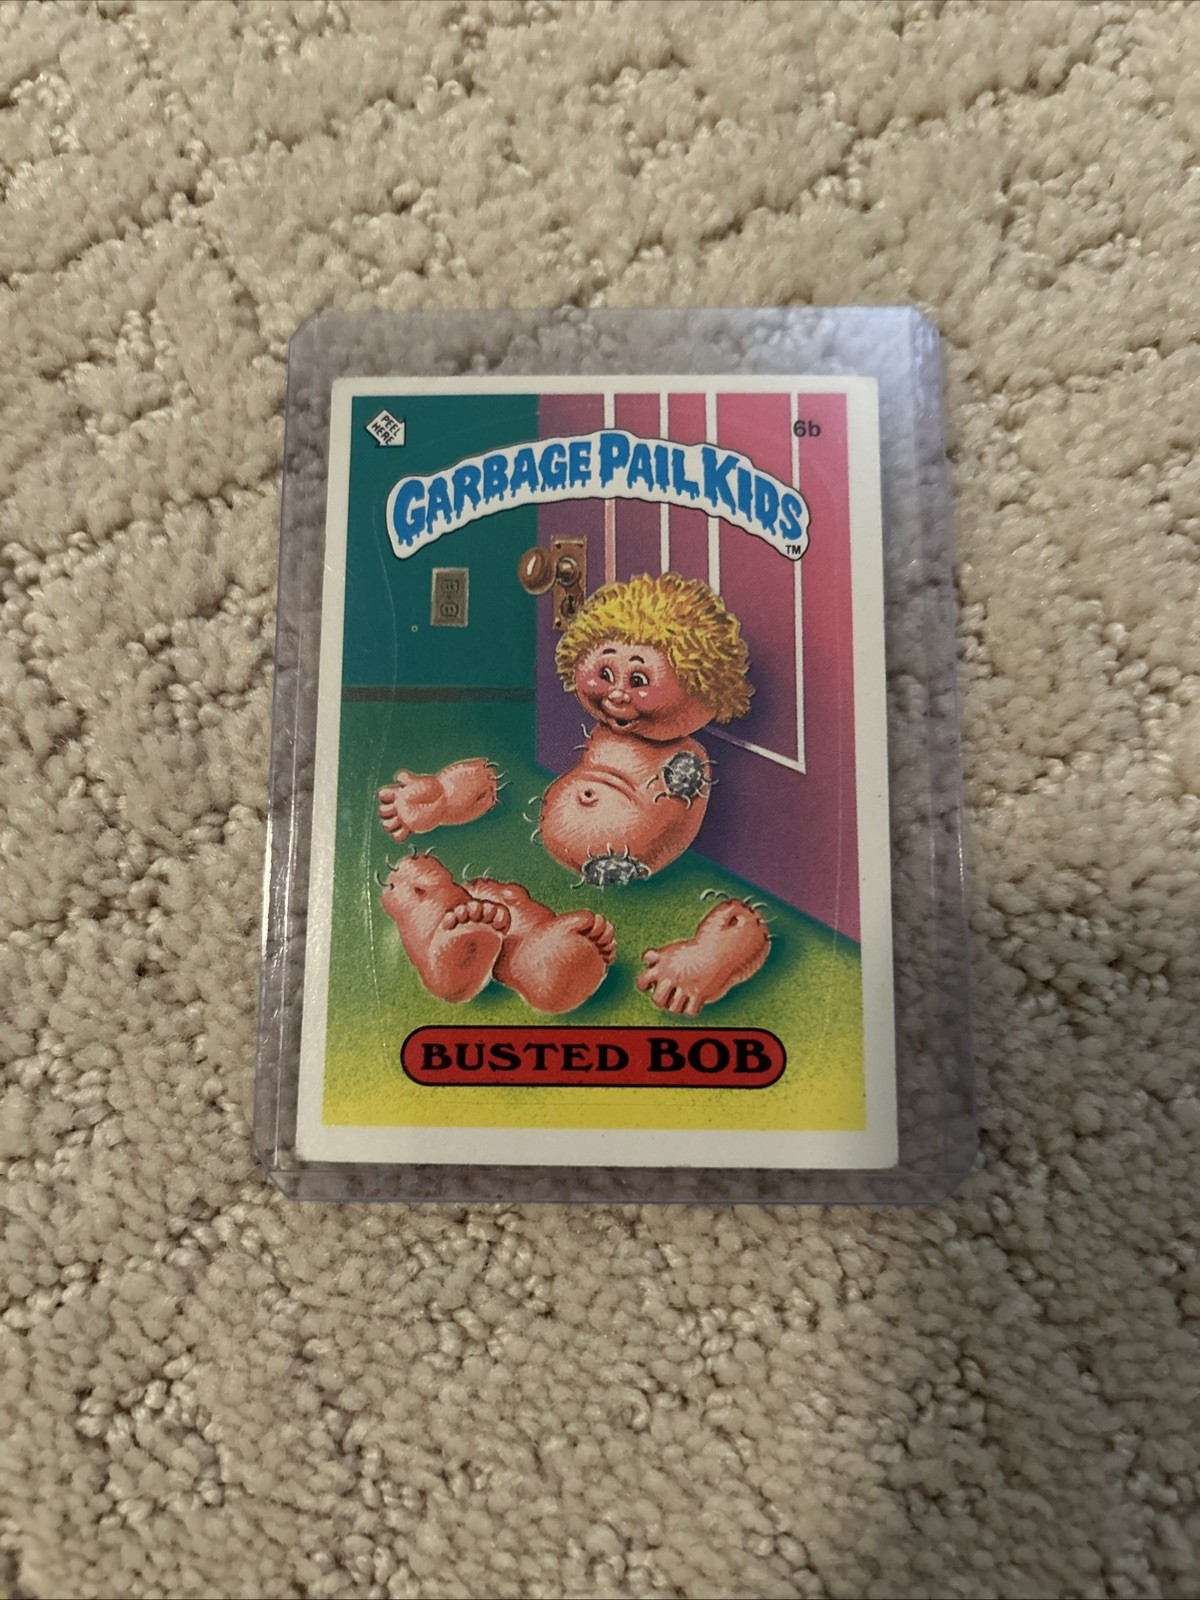 PEEL
HERE
6b
GARBAGE PAIL KIDS
TM
BUSTED BOB